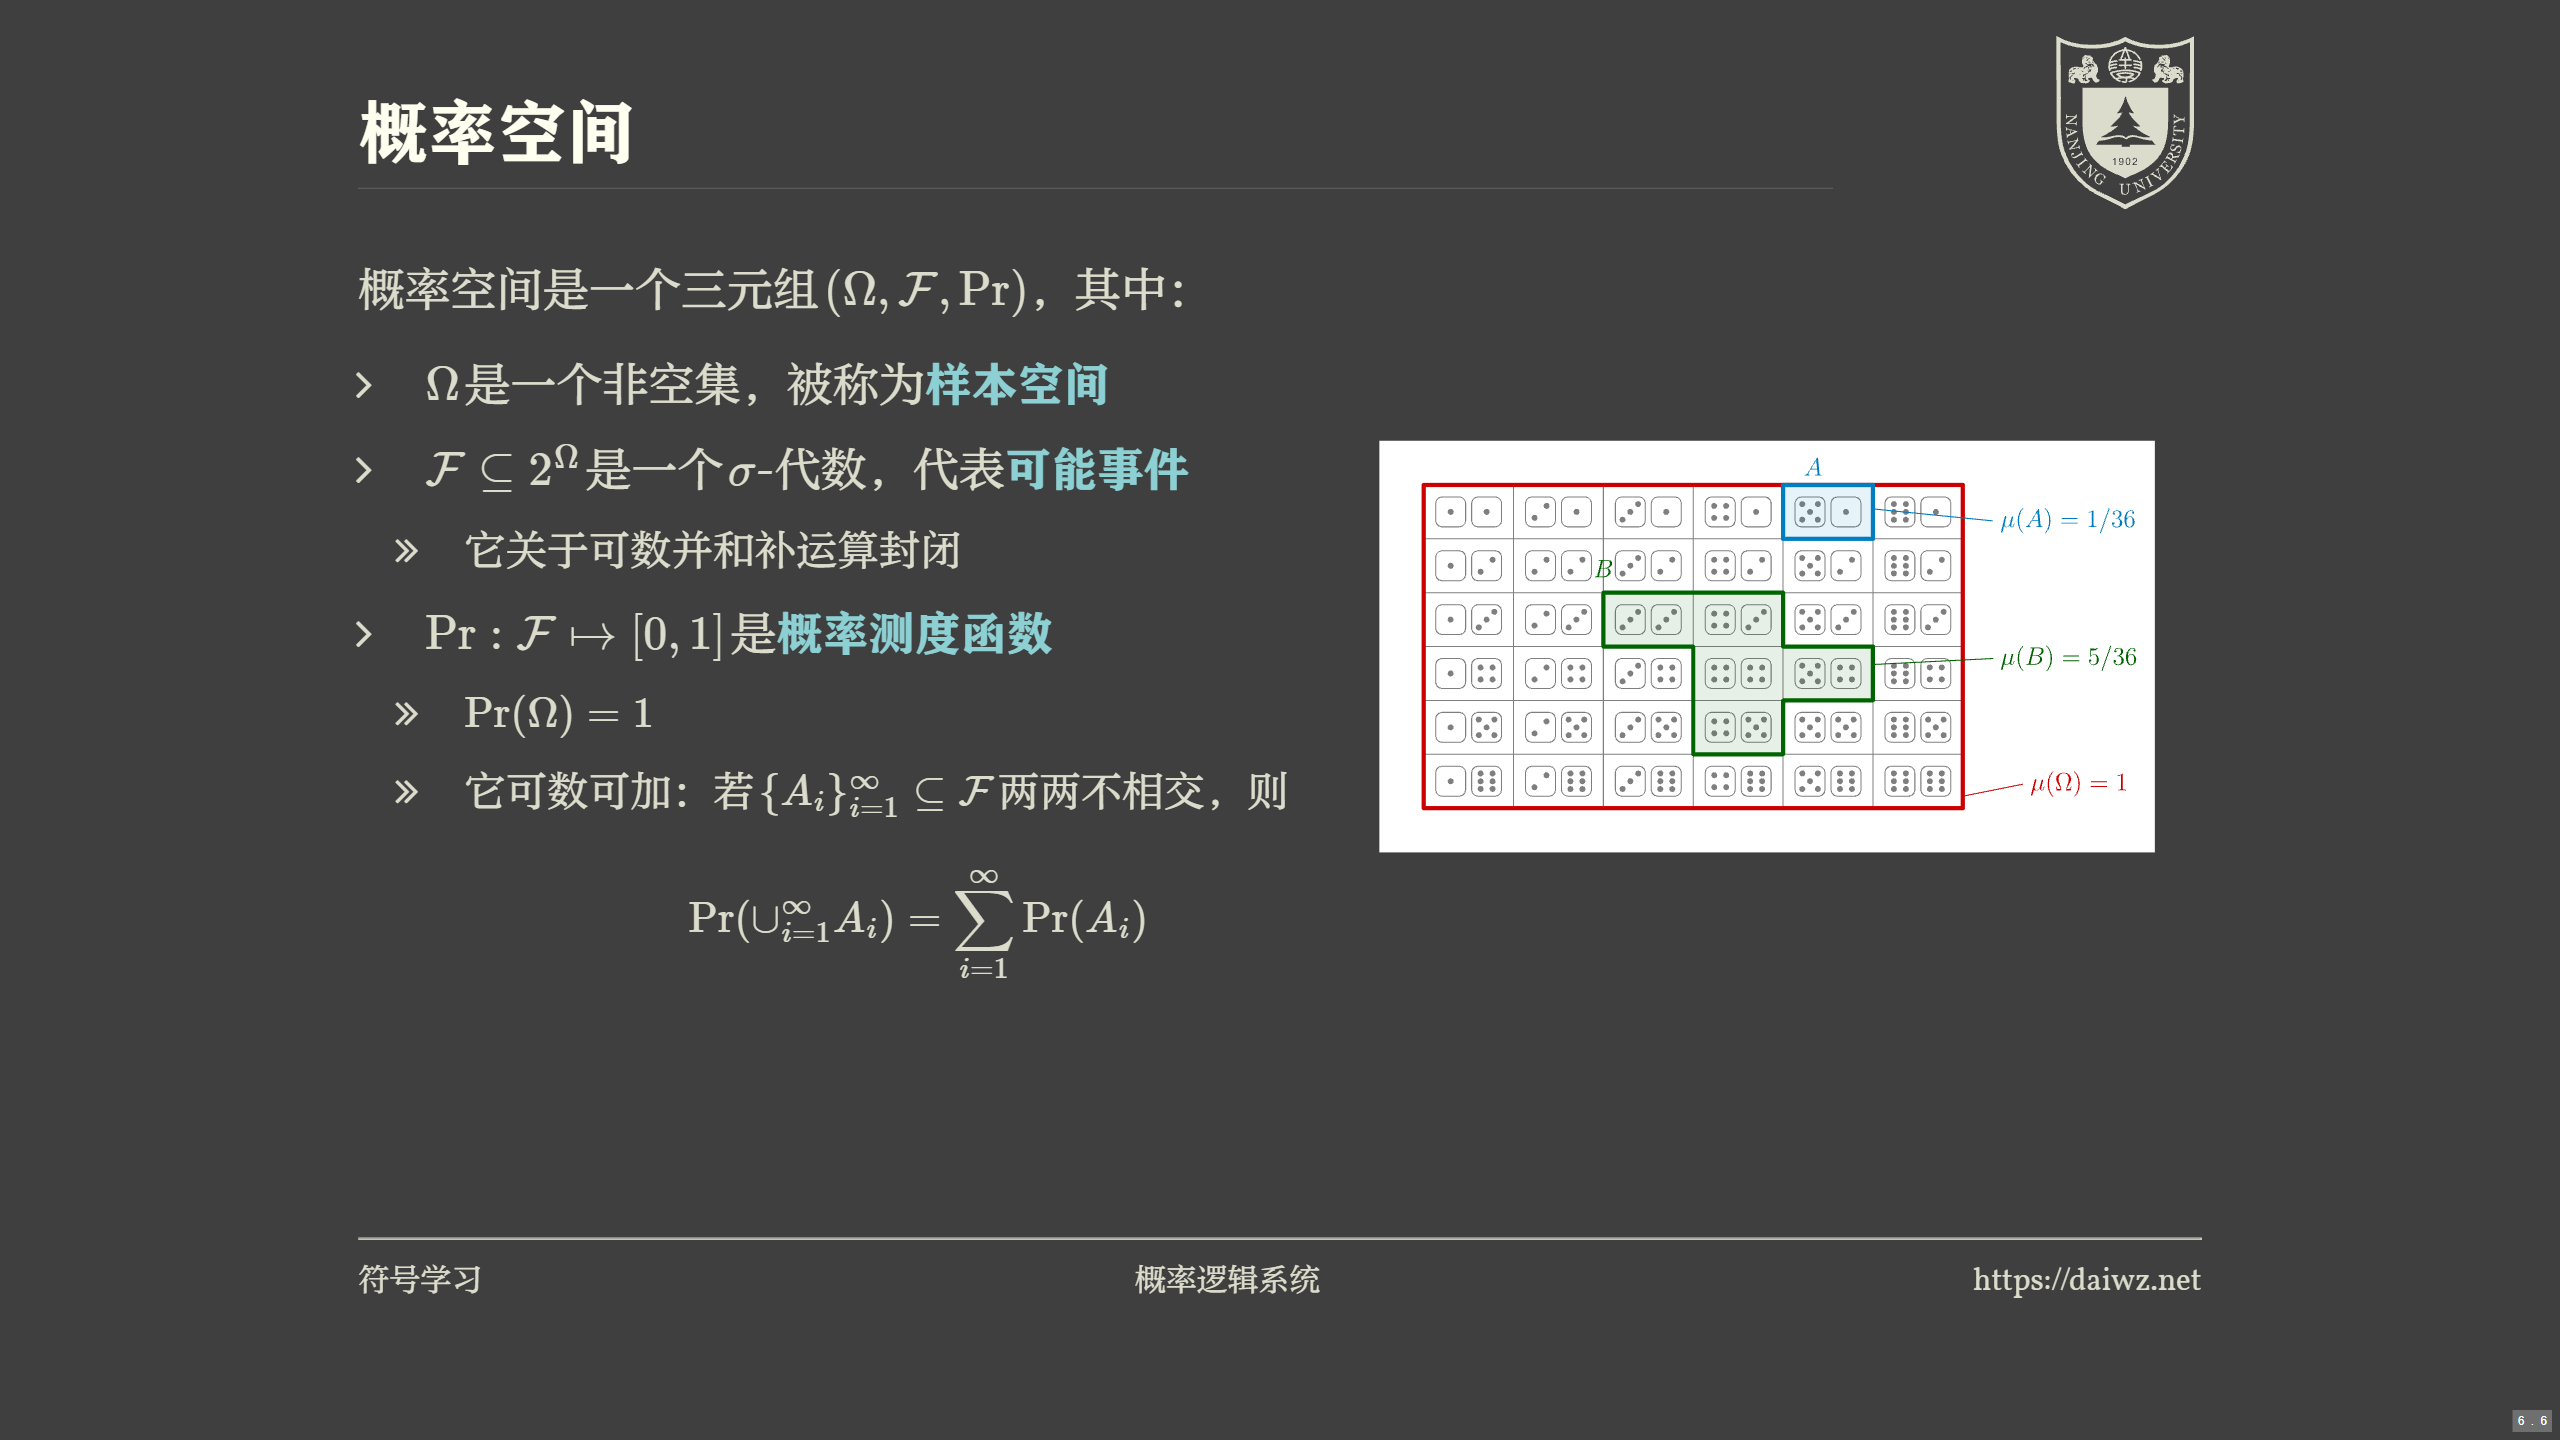 概率空间
NANJING UNIVERSITY
1902
概率空间是一个三元组(Ω, ℱ, Pr)，其中：
Ω是一个非空集，被称为样本空间
ℱ ⊆ 2^Ω是一个σ-代数，代表可能事件
它关于可数并和补运算封闭
Pr : ℱ ↦ [0, 1]是概率测度函数
Pr(Ω) = 1
它可数可加：若{A_i}_{i=1}^∞ ⊆ ℱ两两不相交，则
Pr(∪_{i=1}^∞ A_i) = ∑_{i=1}^∞ Pr(A_i)
A
μ(A) = 1/36
B
μ(B) = 5/36
μ(Ω) = 1
符号学习
概率逻辑系统
https://daiwz.net
6 . 6